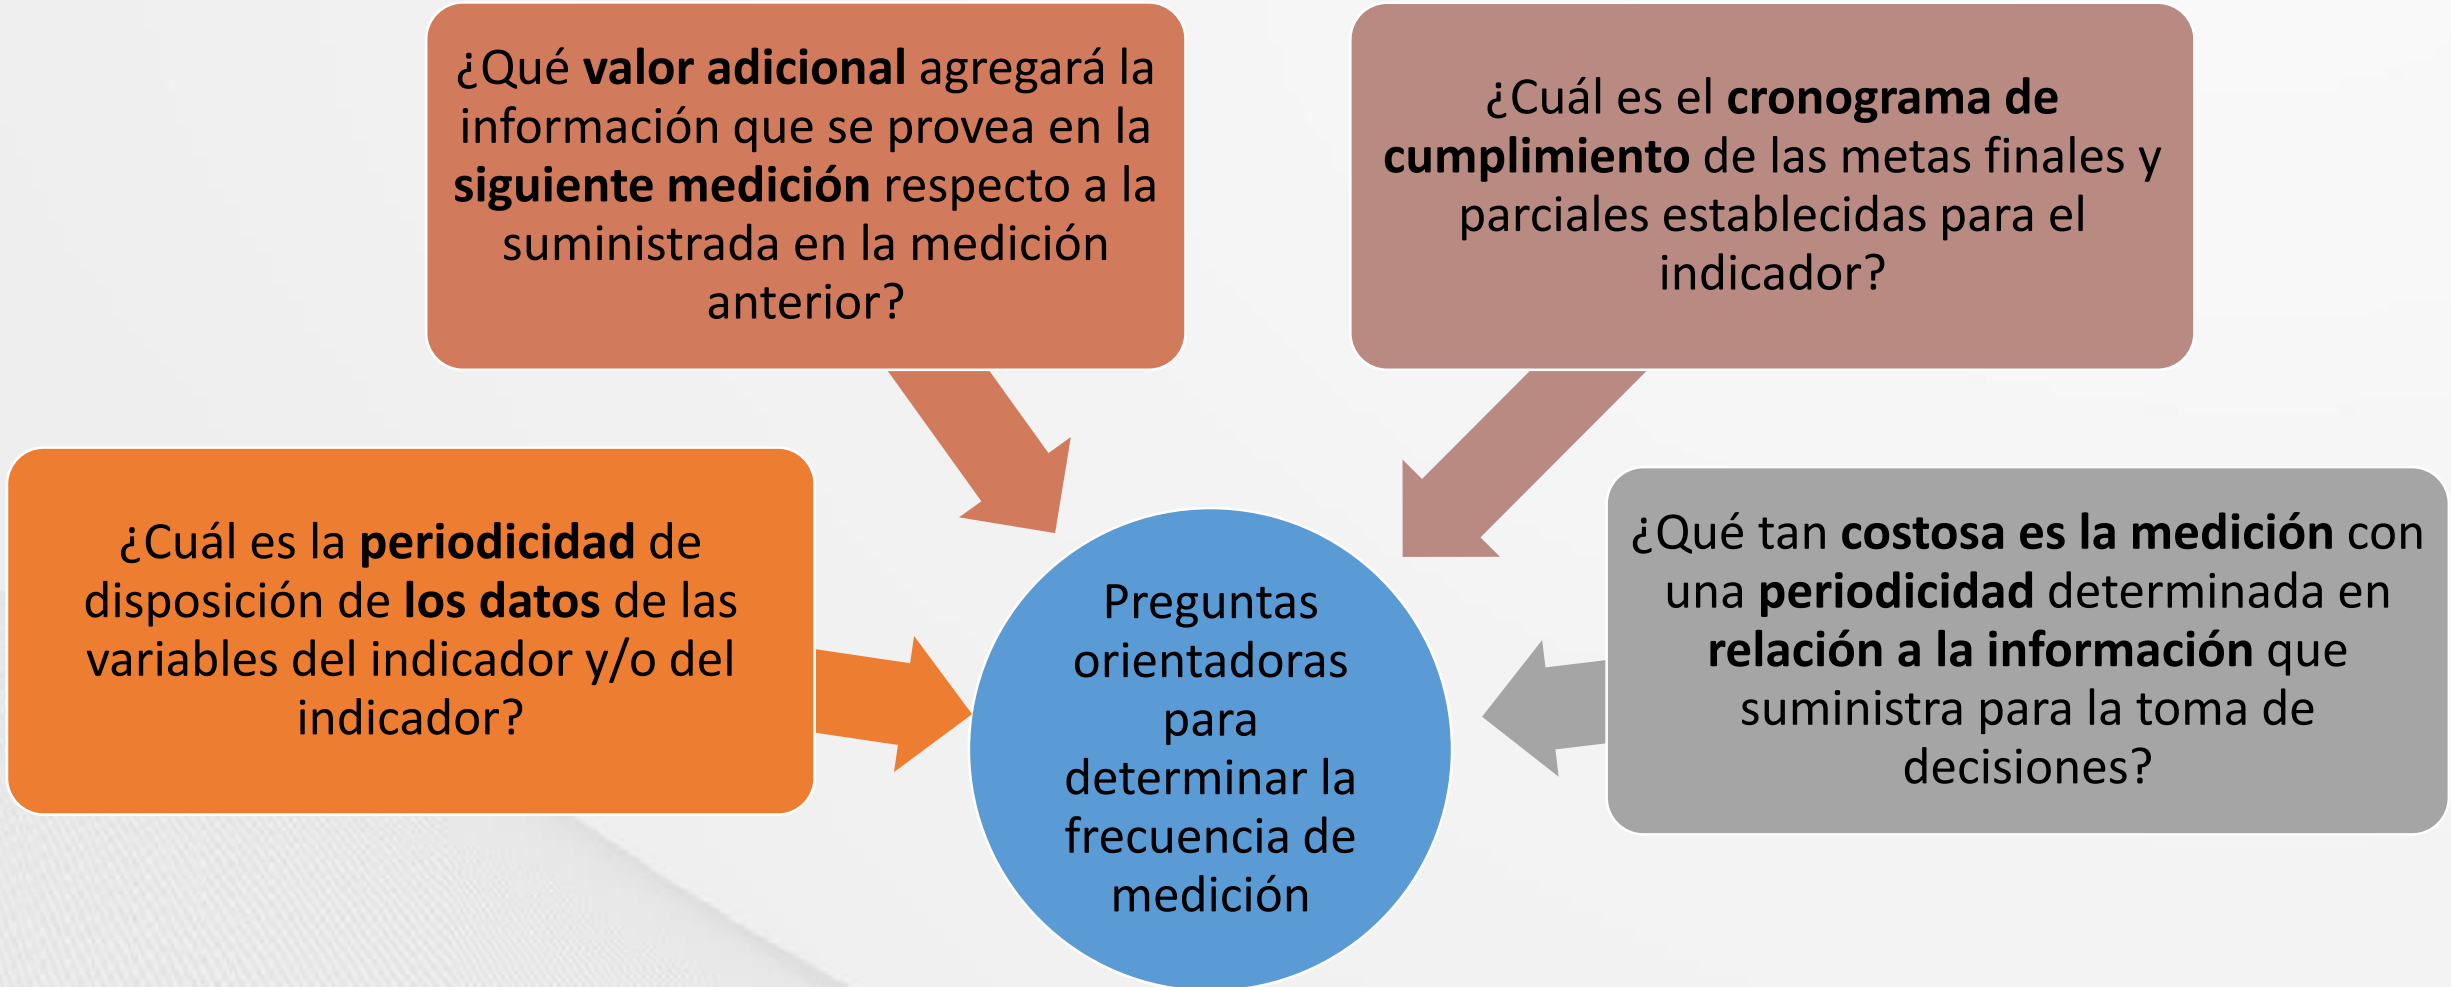 ¿Qué valor adicional agregará la
información que se provea en la
siguiente medición respecto a la
suministrada en la medición
anterior?
¿Cuál es el cronograma de
cumplimiento de las metas finales y
parciales establecidas para el
indicador?
¿Cuál es la periodicidad de
disposición de los datos de las
variables del indicador y/o del
indicador?
¿Qué tan costosa es la medición con
una periodicidad determinada en
relación a la información que
suministra para la toma de
decisiones?
Preguntas
orientadoras
para
determinar la
frecuencia de
medición